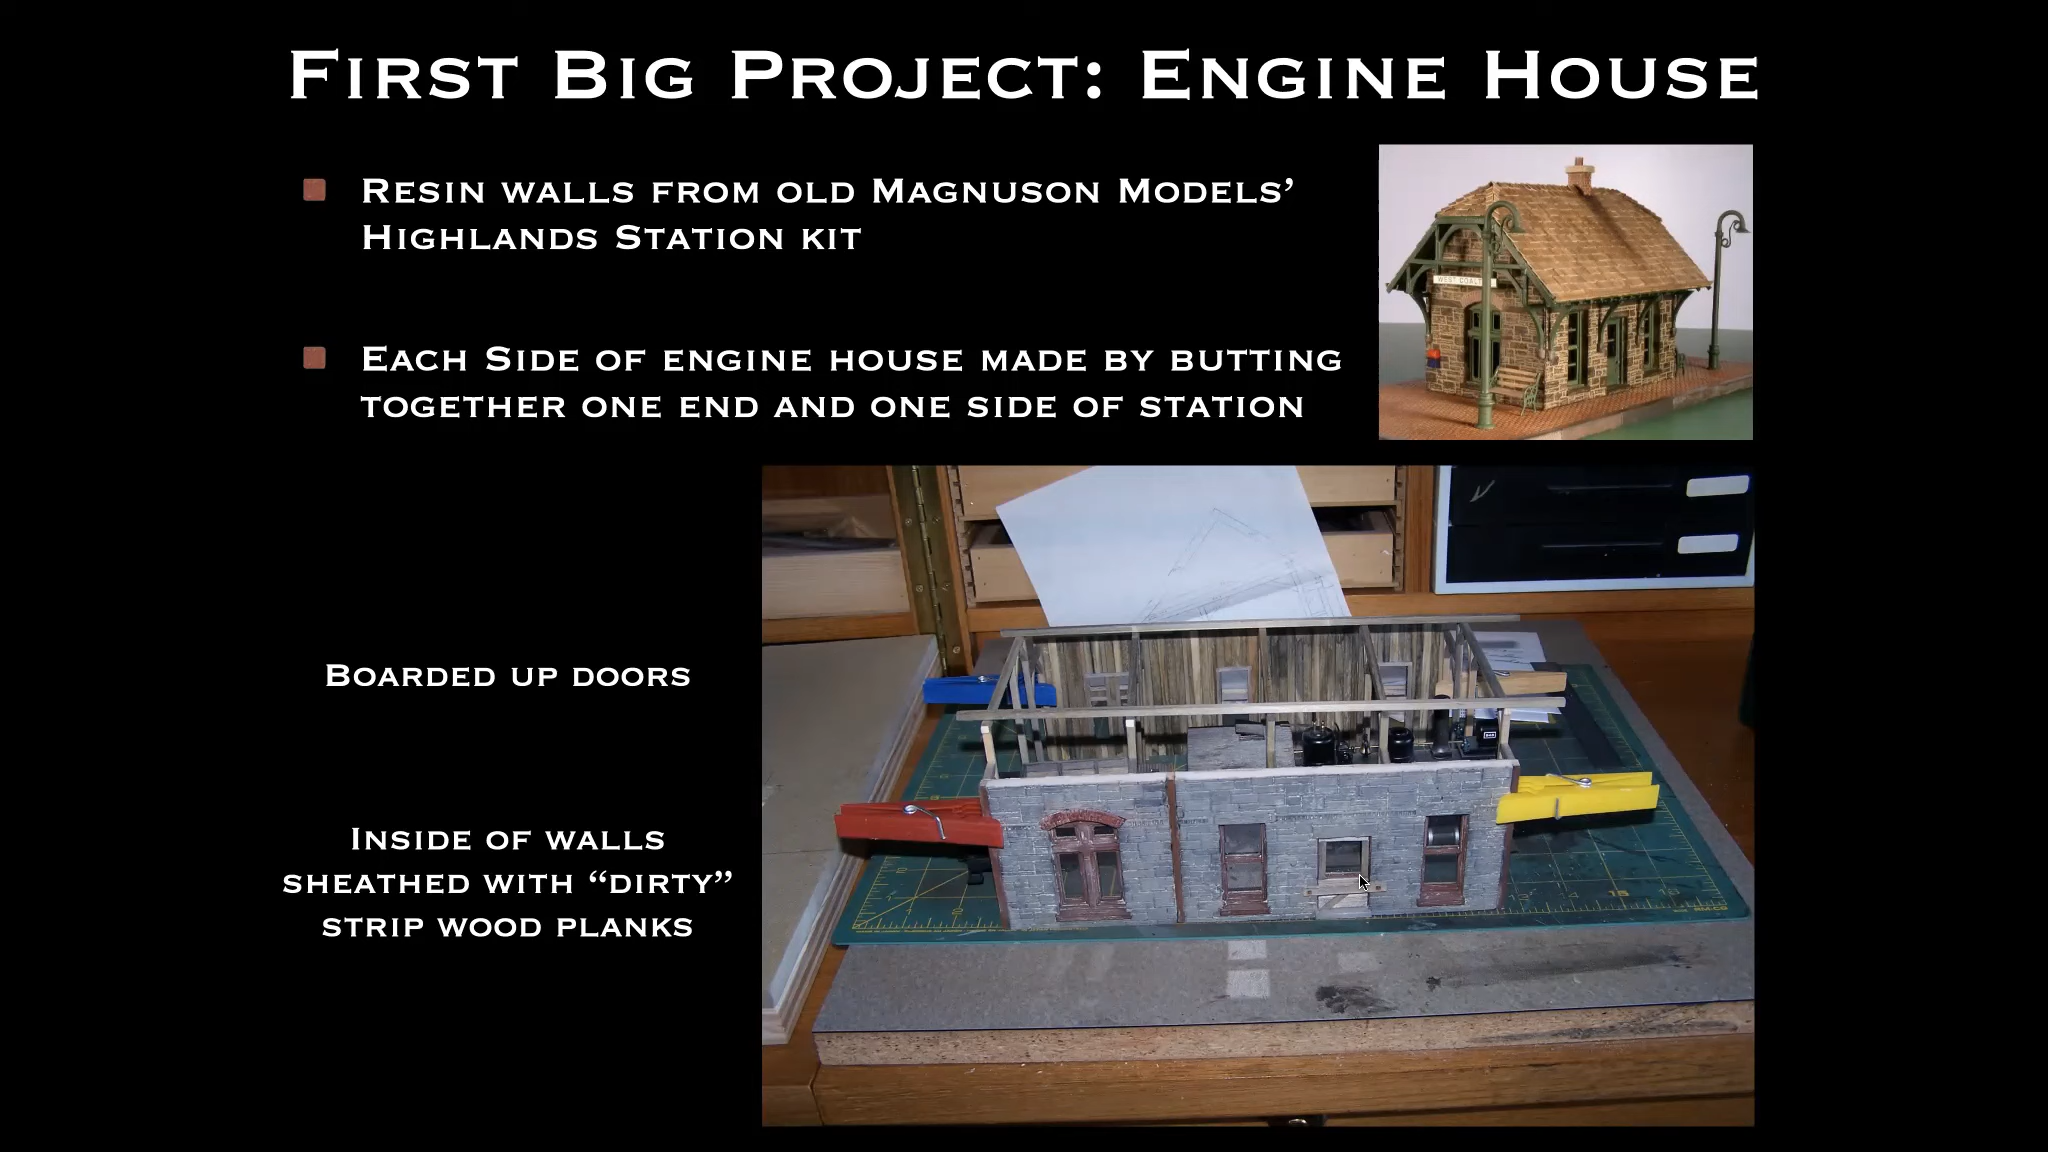 First Big Project: Engine House
Resin walls from old Magnuson Models’
Highlands Station kit
Each Side of engine house made by butting
together one end and one side of station
Boarded up doors
Inside of walls
sheathed with “dirty”
strip wood planks